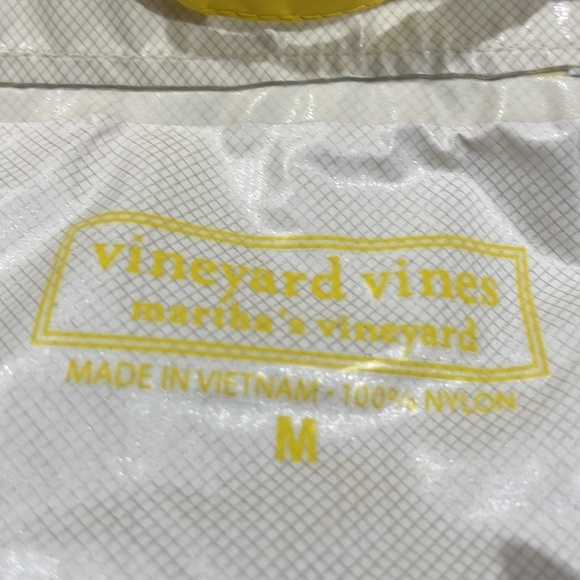 vineyard vines
martha's vineyard
MADE IN VIETNAM · 100% NYLON
M